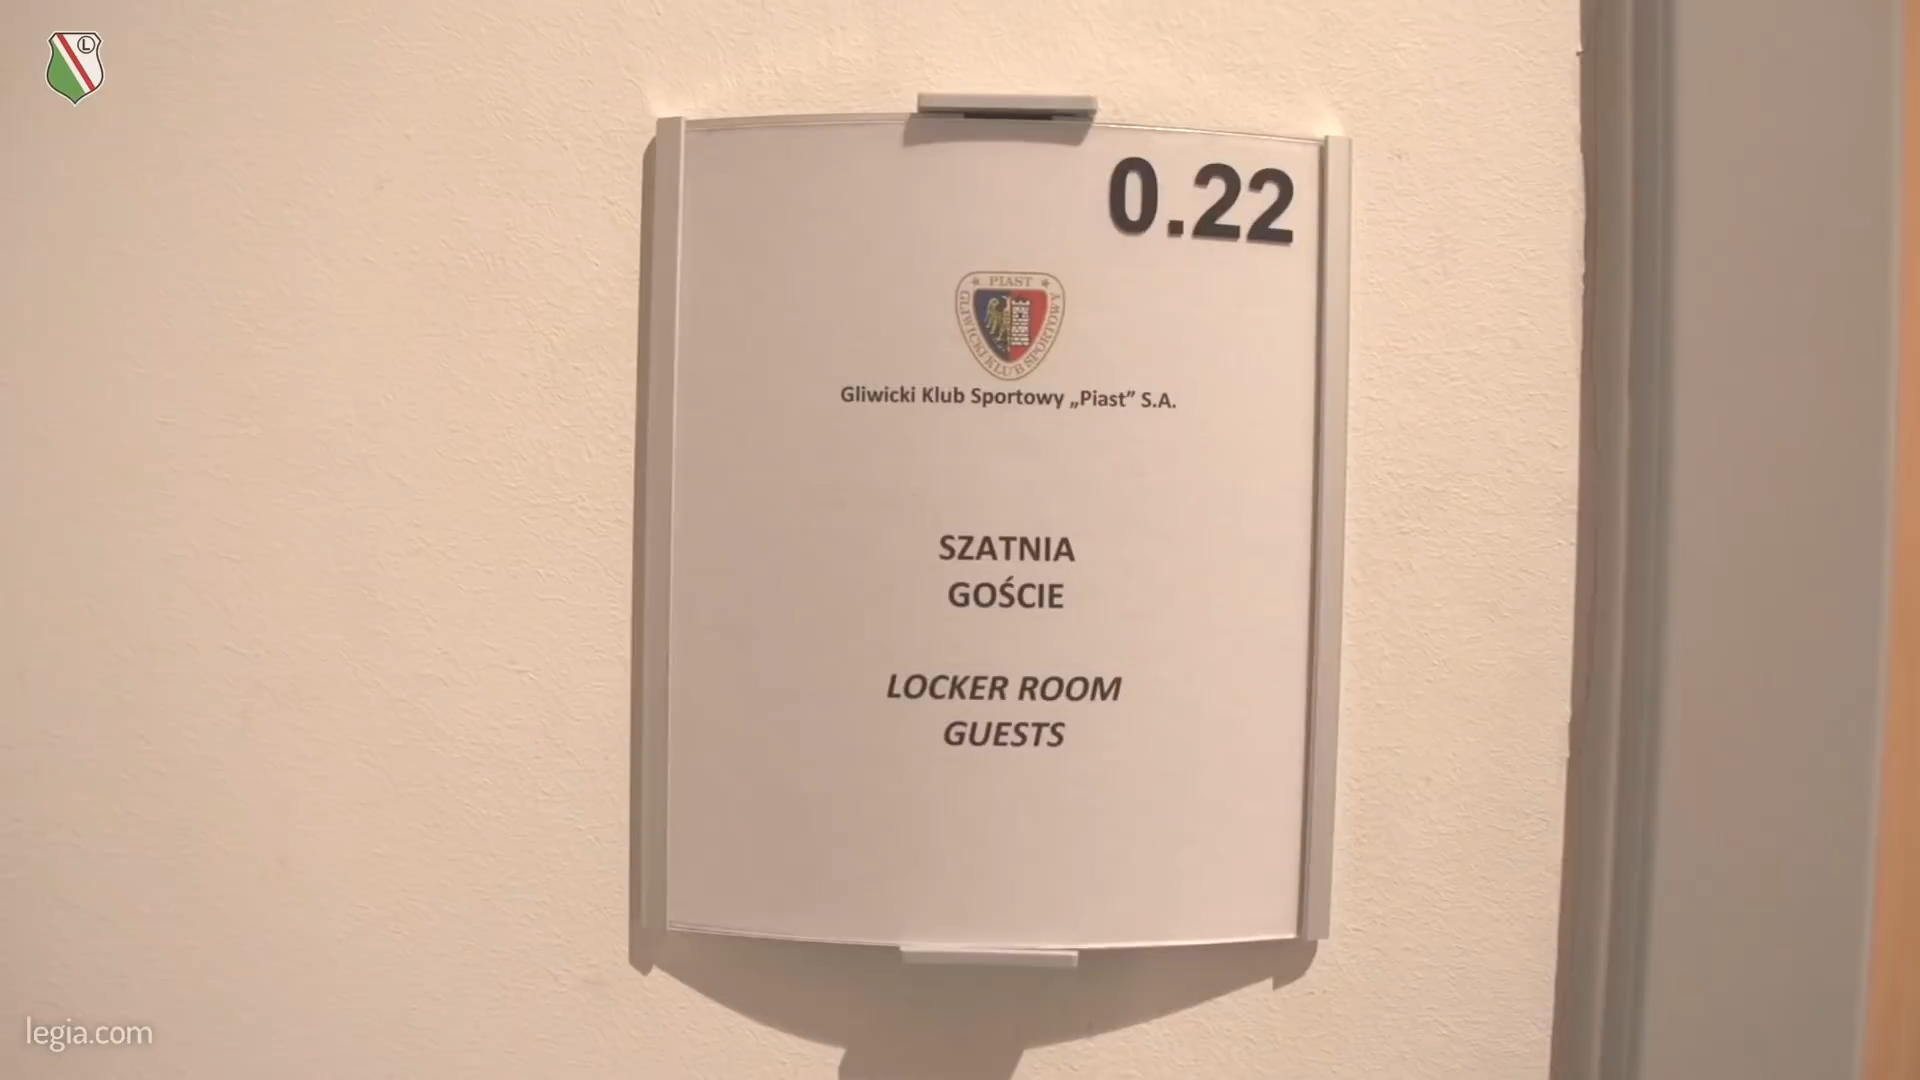 L
0.22
PIAST
GLIWICKI KLUB SPORTOWY
Gliwicki Klub Sportowy „Piast” S.A.
SZATNIA
GOŚCIE
LOCKER ROOM
GUESTS
legia.com